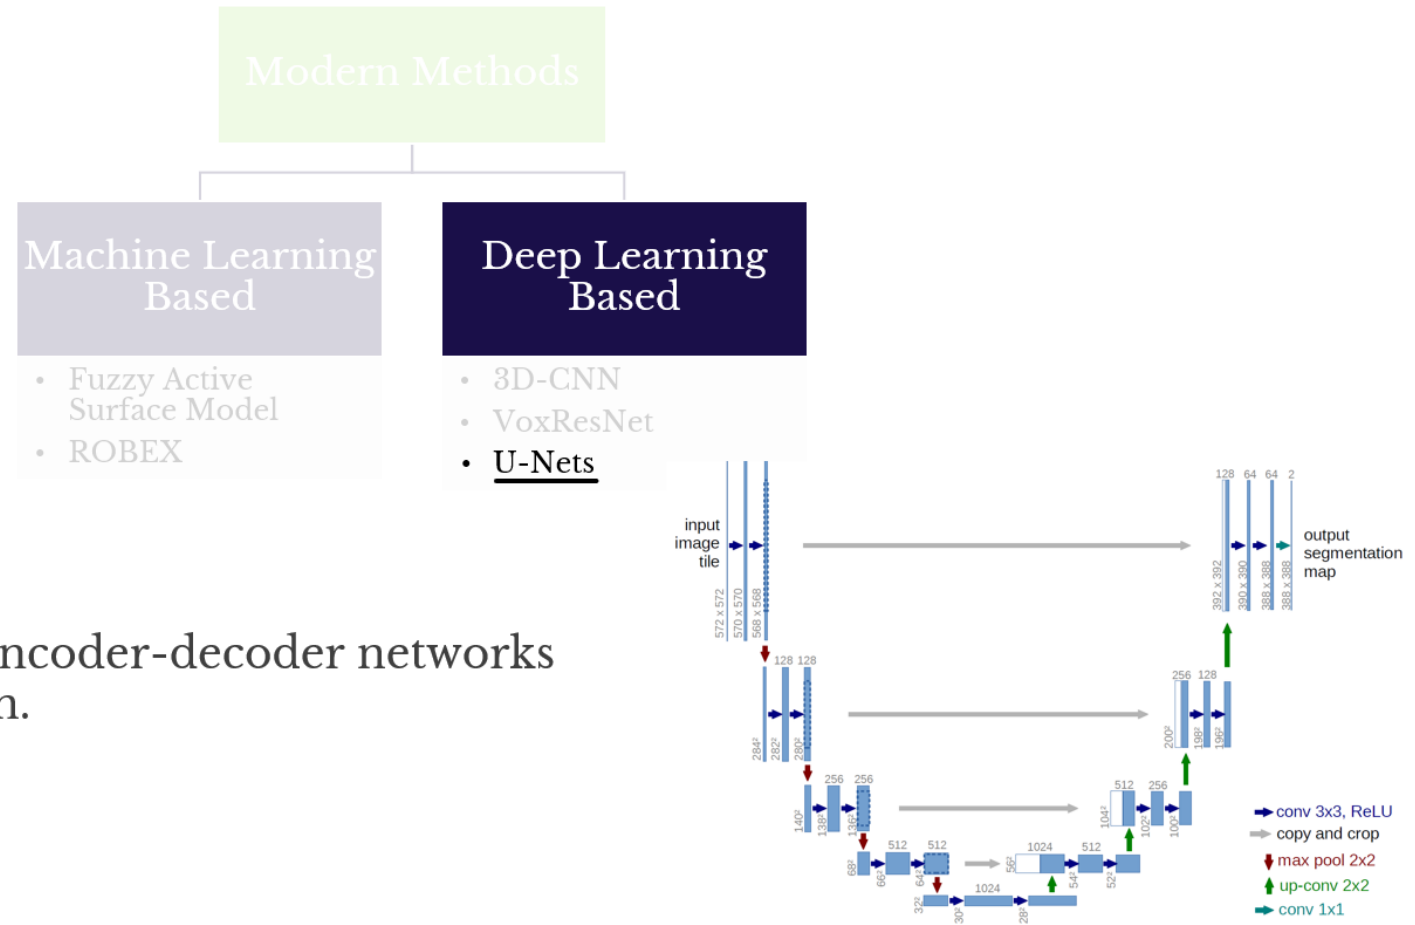 Modern Methods
Machine Learning
Based
Deep Learning
Based
• Fuzzy Active
Surface Model
• ROBEX
• 3D-CNN
• VoxResNet
• U-Nets
ncoder-decoder networks
n.
input
image
tile
572 x 572
570 x 570
568 x 568
128 64 64 2
392 x 392
390 x 390
388 x 388
388 x 388
output
segmentation
map
128 128
284²
282²
280²
256 128
200²
198²
196²
256 256
140²
138²
136²
512 256
104²
102²
100²
512 512
68²
66²
64²
1024 512
56²
54²
52²
1024
32²
30²
28²
conv 3x3, ReLU
copy and crop
max pool 2x2
up-conv 2x2
conv 1x1